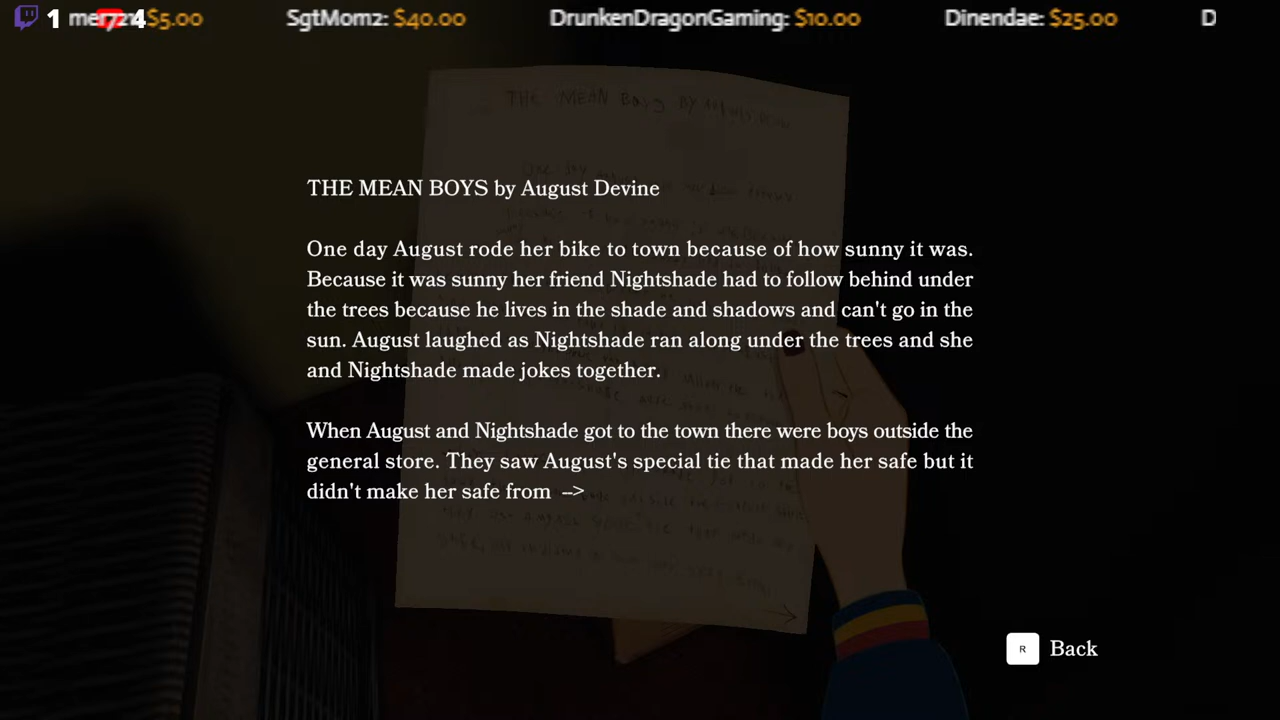 1 4 $5.00 SgtMomz: $40.00 DrunkenDragonGaming: $10.00 Dinendae: $25.00 D
THE MEAN BOYS by August Devine
One day August rode her bike to town because of how sunny it was.
Because it was sunny her friend Nightshade had to follow behind under
the trees because he lives in the shade and shadows and can't go in the
sun. August laughed as Nightshade ran along under the trees and she
and Nightshade made jokes together.
When August and Nightshade got to the town there were boys outside the
general store. They saw August's special tie that made her safe but it
didn't make her safe from -->
R Back